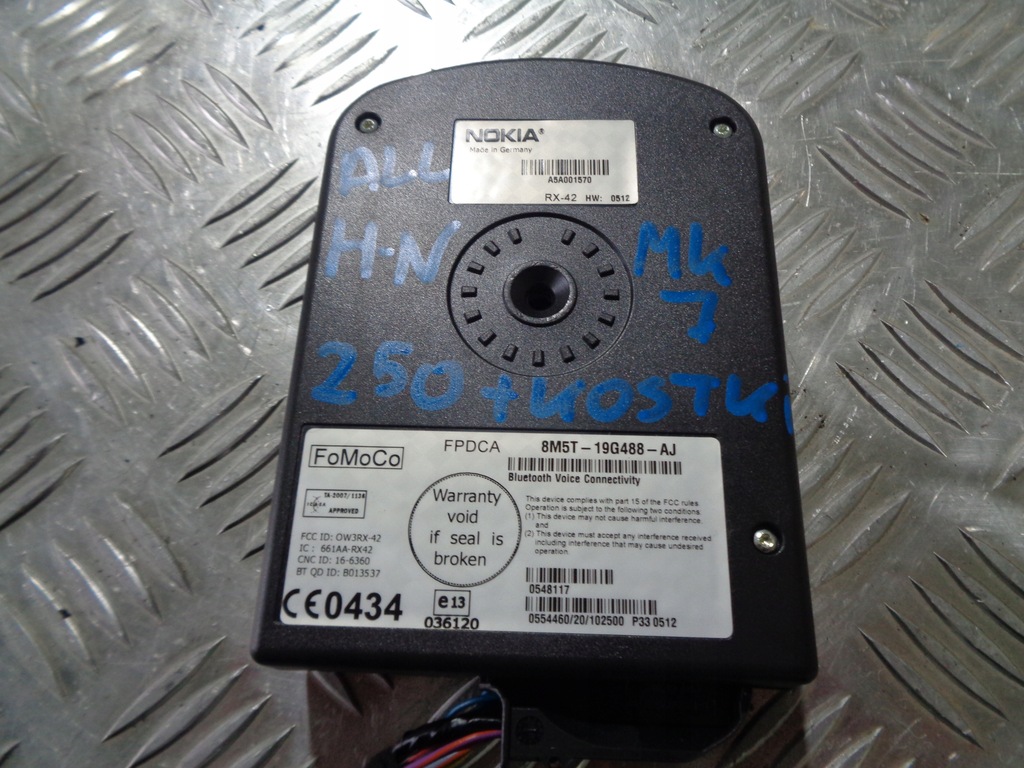 NOKIA
Made in Germany
A5A001570
RX-42 HW: 0512
ALL
H-N
MK
7
250 + KOSTKI
FoMoCo
FPDCA 8M5T-19G488-AJ
Bluetooth Voice Connectivity
TA-2007/1136
APPROVED
Warranty
void
if seal is
broken
This device complies with part 15 of the FCC rules
Operation is subject to the following two conditions.
(1) This device may not cause harmful interference.
and
(2) This device must accept any interference received
including interference that may cause undesired
operation.
FCC ID: OW3RX-42
IC : 661AA-RX42
CNC ID: 16-6360
BT QD ID: B013537
CE0434
e13
036120
0548117
0554460/20/102500 P33 0512